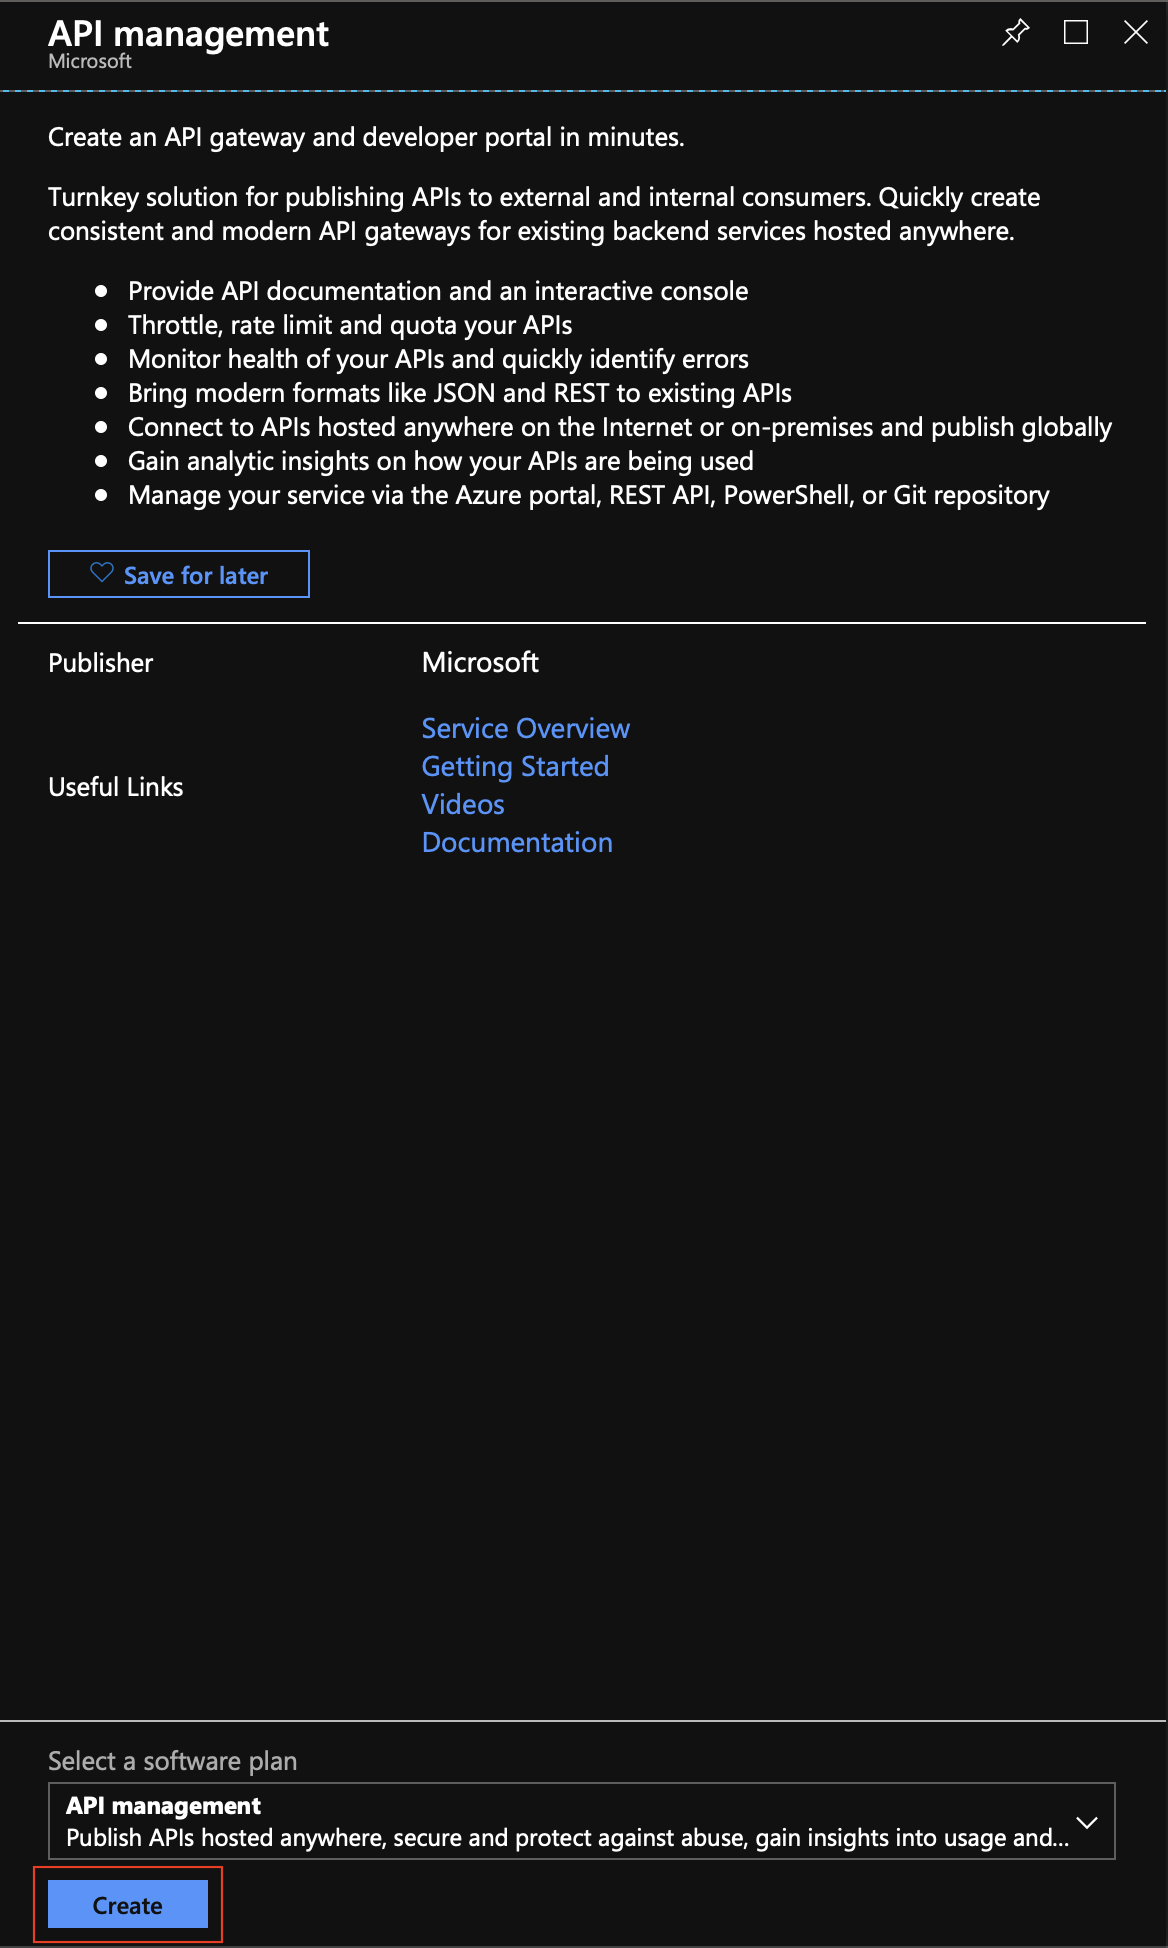 API management
Microsoft
Create an API gateway and developer portal in minutes.
Turnkey solution for publishing APIs to external and internal consumers. Quickly create
consistent and modern API gateways for existing backend services hosted anywhere.
Provide API documentation and an interactive console
Throttle, rate limit and quota your APIs
Monitor health of your APIs and quickly identify errors
Bring modern formats like JSON and REST to existing APIs
Connect to APIs hosted anywhere on the Internet or on-premises and publish globally
Gain analytic insights on how your APIs are being used
Manage your service via the Azure portal, REST API, PowerShell, or Git repository
Save for later
Publisher Microsoft
Service Overview
Getting Started
Useful Links
Videos
Documentation
Select a software plan
API management
Publish APIs hosted anywhere, secure and protect against abuse, gain insights into usage and...
Create